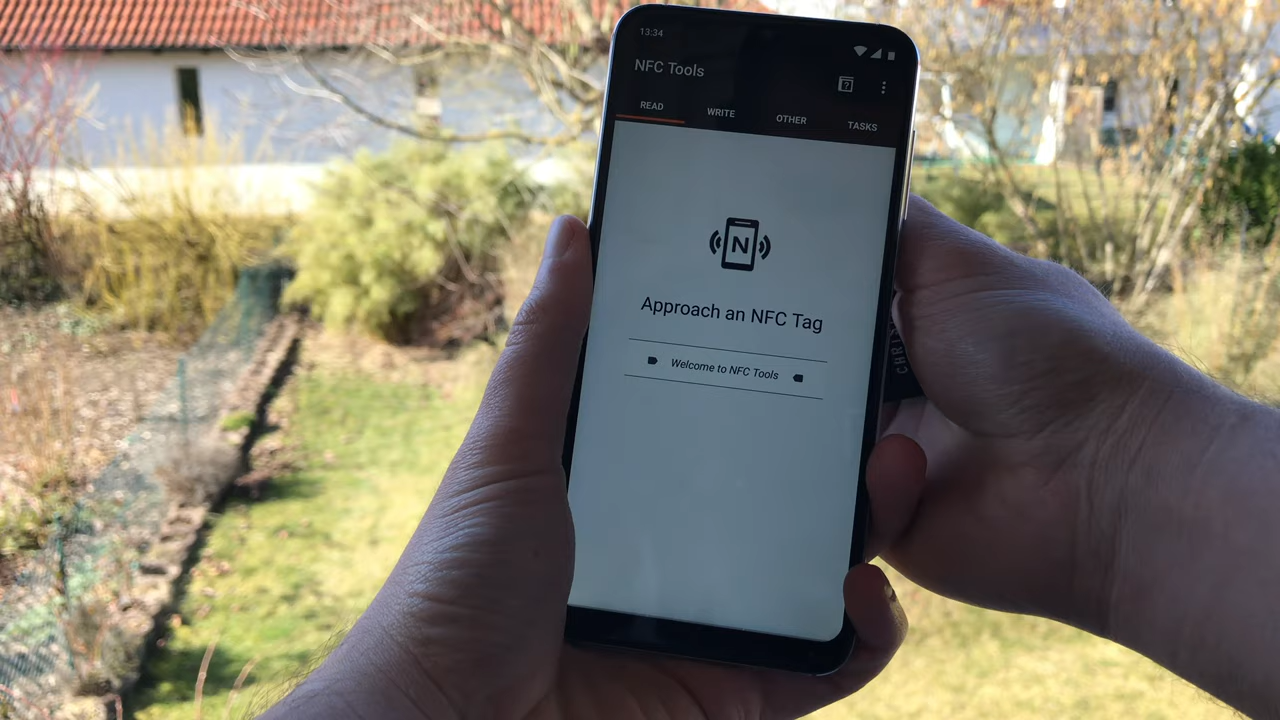 13:34
NFC Tools
READ WRITE OTHER TASKS
N
Approach an NFC Tag
Welcome to NFC Tools